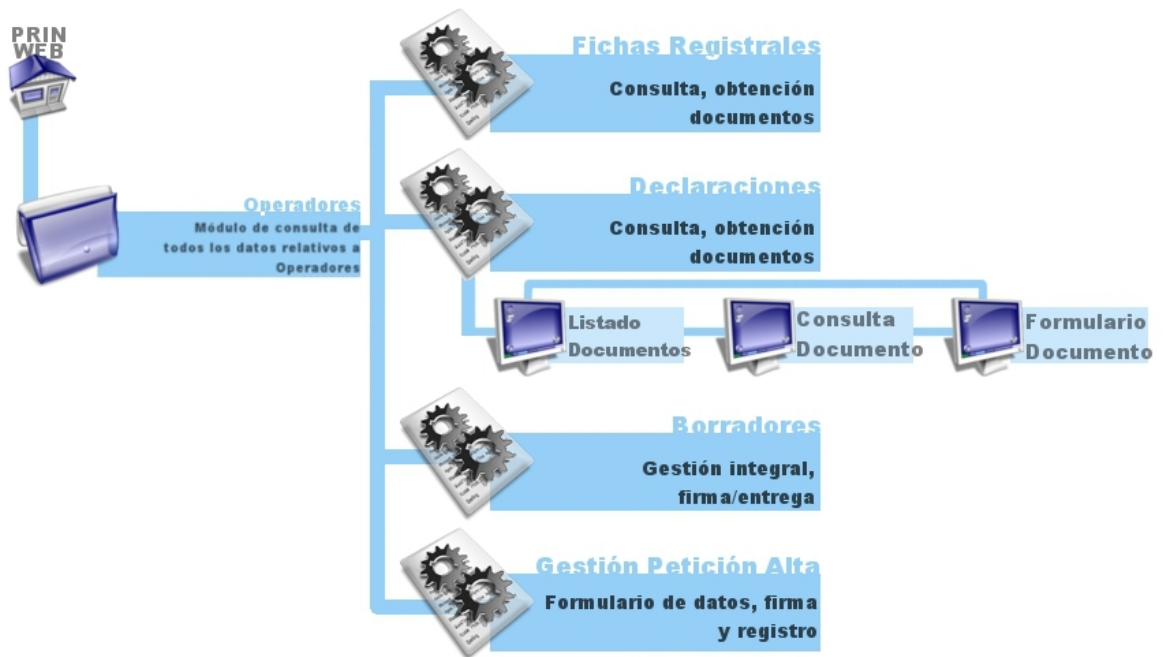 PRIN
WEB
Operadores
Módulo de consulta de
todos los datos relativos a
Operadores
Fichas Registrales
Consulta, obtención
documentos
Declaraciones
Consulta, obtención
documentos
Listado
Documentos
Consulta
Documento
Formulario
Documento
Borradores
Gestión integral,
firma/entrega
Gestión Petición Alta
Formulario de datos, firma
y registro